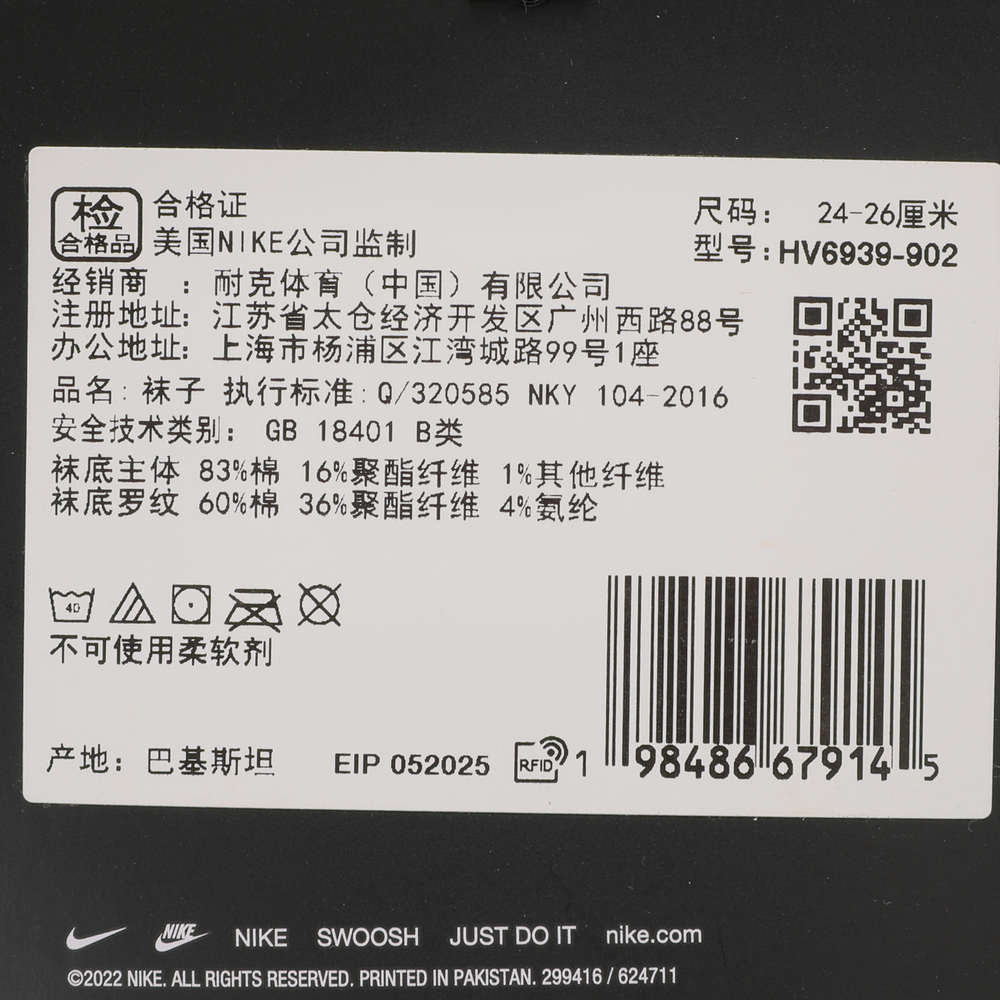 检
合格品
合格证
美国NIKE公司监制
尺码： 24-26厘米
型号：HV6939-902
经销商 ： 耐克体育（中国）有限公司
注册地址： 江苏省太仓经济开发区广州西路88号
办公地址： 上海市杨浦区江湾城路99号1座
品名: 袜子 执行标准: Q/320585 NKY 104-2016
安全技术类别： GB 18401 B类
袜底主体 83%棉 16%聚酯纤维 1%其他纤维
袜底罗纹 60%棉 36%聚酯纤维 4%氨纶
40
不可使用柔软剂
产地： 巴基斯坦 EIP 052025 RFID 1 98486 67914 5
NIKE NIKE SWOOSH JUST DO IT nike.com
©2022 NIKE. ALL RIGHTS RESERVED. PRINTED IN PAKISTAN. 299416 / 624711